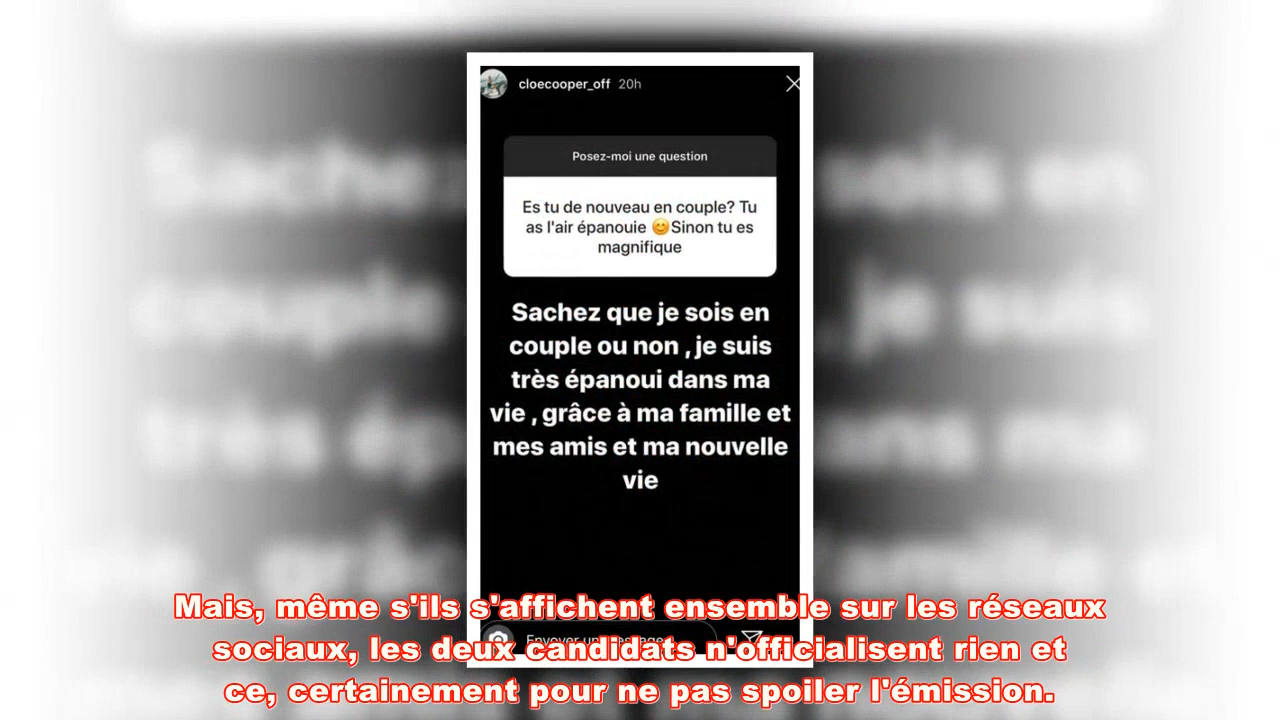 cloecooper_off 20h
Posez-moi une question
Es tu de nouveau en couple? Tu
as l'air épanouie 😊Sinon tu es
magnifique
Sachez que je sois en
couple ou non , je suis
très épanoui dans ma
vie , grâce à ma famille et
mes amis et ma nouvelle
vie
Envoyer un message
Mais, même s'ils s'affichent ensemble sur les réseaux
sociaux, les deux candidats n'officialisent rien et
ce, certainement pour ne pas spoiler l'émission.